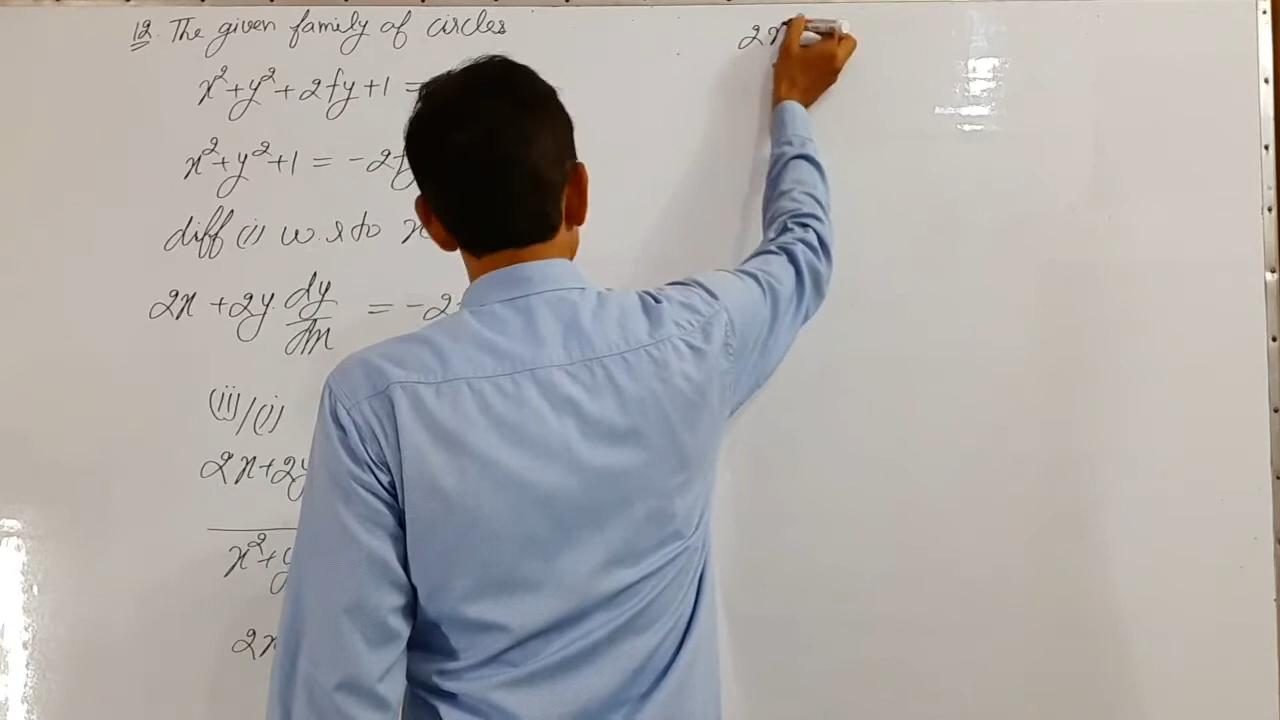 12. The given family of circles
x²+y²+2fy+1 =
x²+y²+1 = -2f
diff (i) w.r to x
2x +2y dy/dx = -2
(ii)/(i)
2x+2y
x²+y
2x
2x